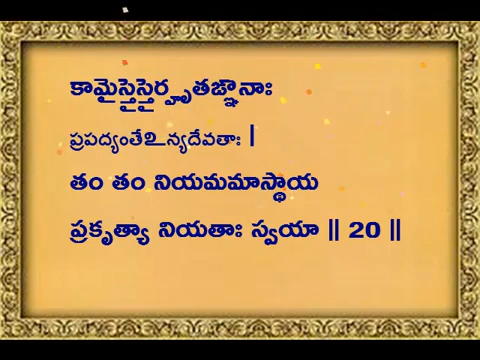 కామైస్తైస్తైర్హృతజ్ఞానాః
ప్రపద్యంతేఽన్యదేవతాః |
తం తం నియమమాస్థాయ
ప్రకృత్యా నియతాః స్వయా || 20 ||